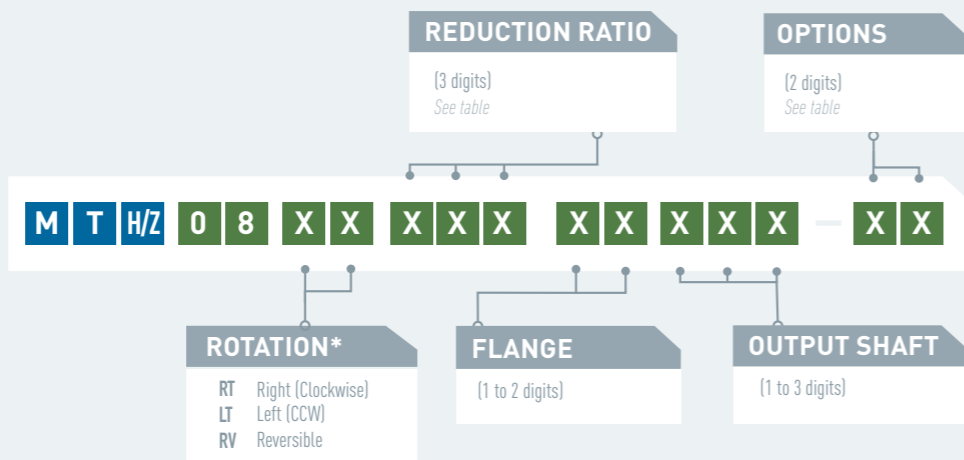 REDUCTION RATIO
(3 digits)
See table
OPTIONS
(2 digits)
See table
M T H/Z 0 8 X X X X X X X X X X – X X
ROTATION*
RT Right (Clockwise)
LT Left (CCW)
RV Reversible
FLANGE
(1 to 2 digits)
OUTPUT SHAFT
(1 to 3 digits)